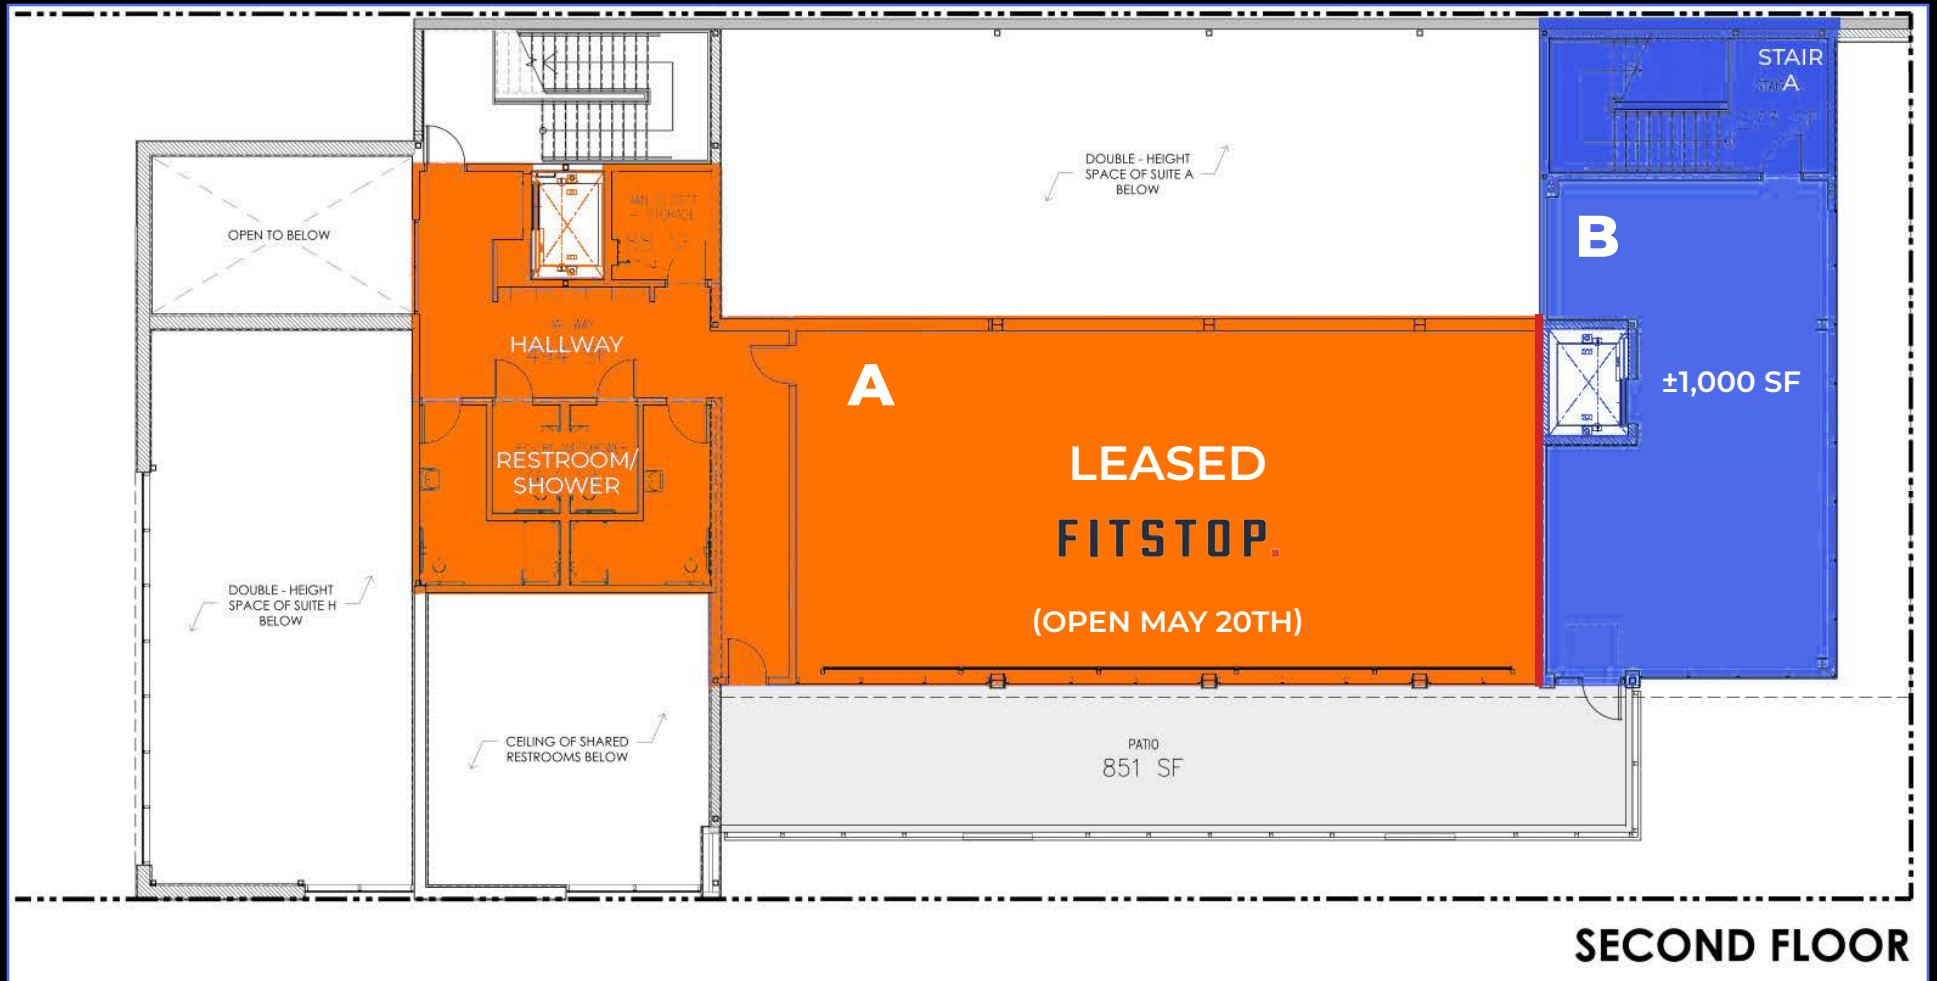 STAIR
A
DOUBLE - HEIGHT
SPACE OF SUITE A
BELOW
OPEN TO BELOW
B
HALLWAY
A
±1,000 SF
RESTROOM/
SHOWER
LEASED
FITSTOP.
(OPEN MAY 20TH)
DOUBLE - HEIGHT
SPACE OF SUITE H
BELOW
CEILING OF SHARED
RESTROOMS BELOW
PATIO
851 SF
SECOND FLOOR